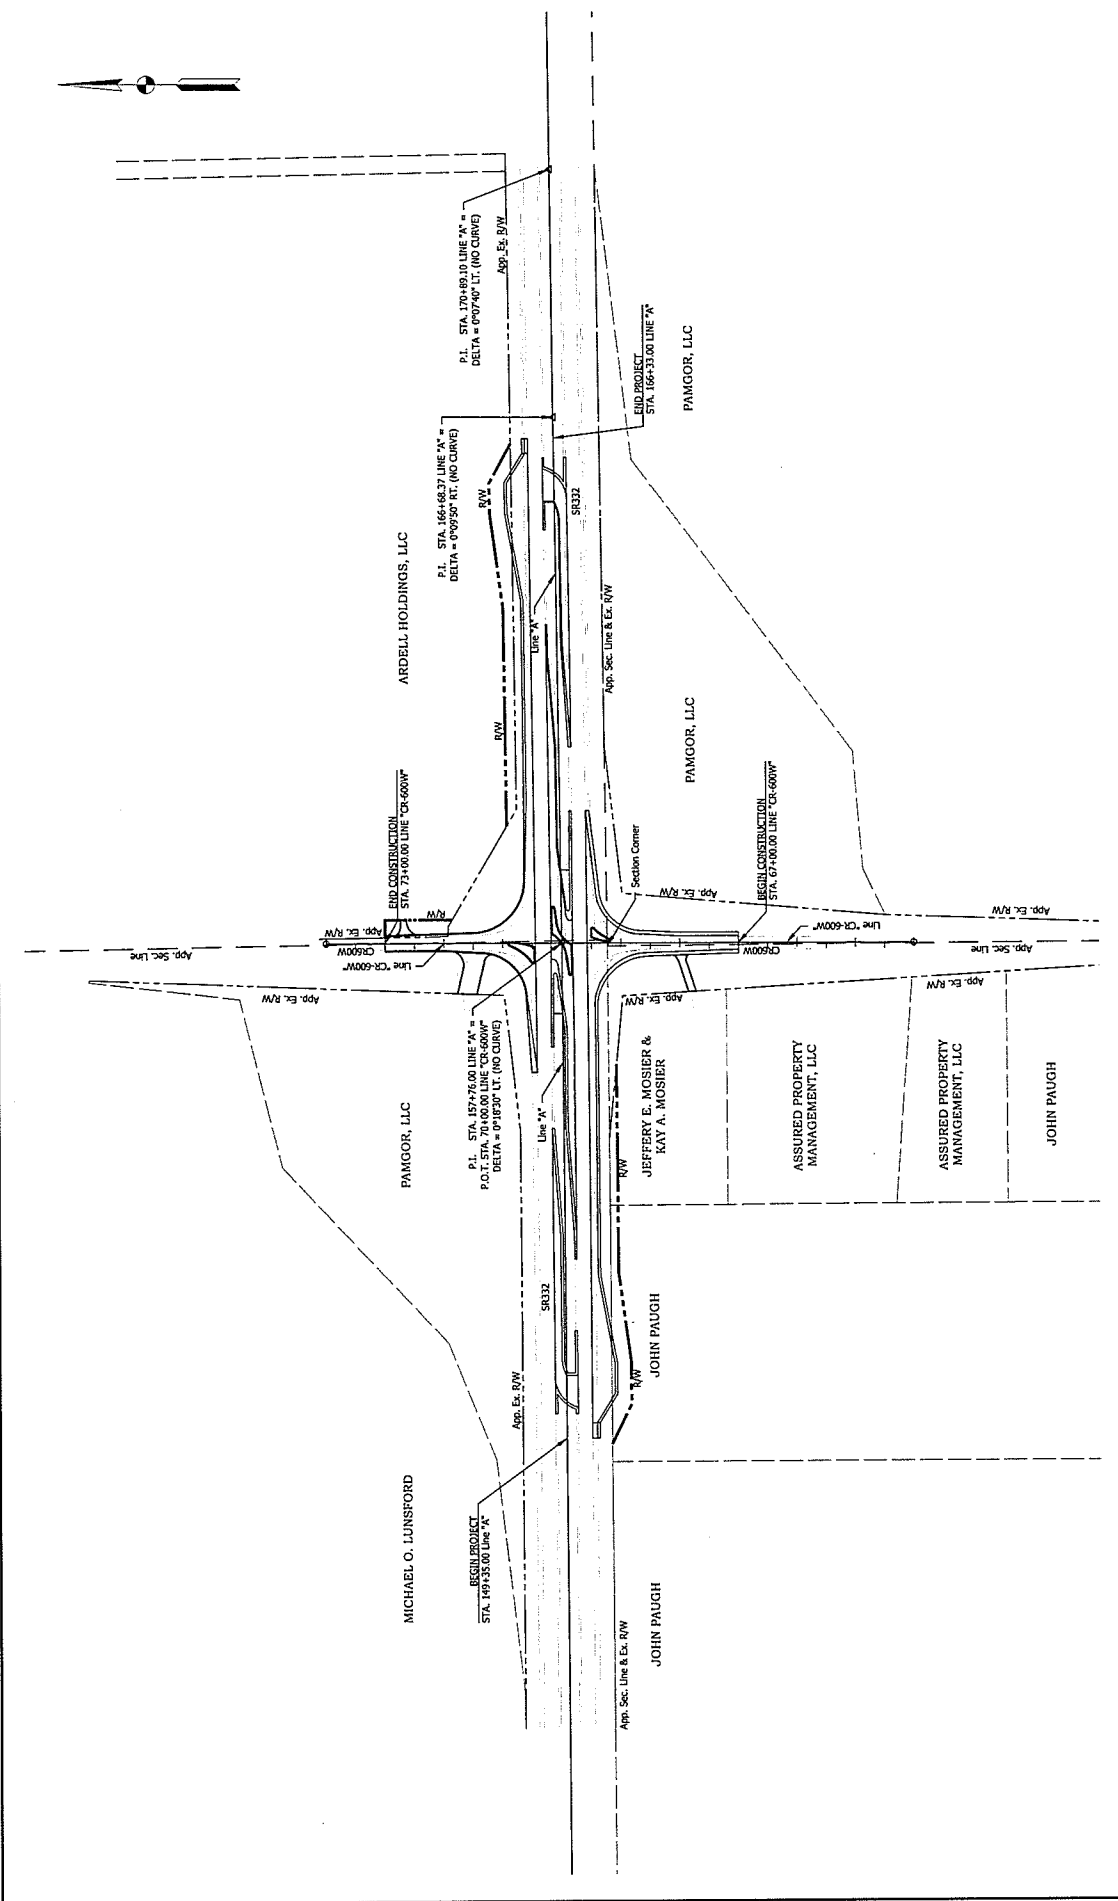 P.I. STA. 170+89.10 LINE "A" =
DELTA = 0°07'40" LT. (NO CURVE)
App. Ex. R/W
P.I. STA. 166+68.37 LINE "A" =
DELTA = 0°09'50" RT. (NO CURVE)
END PROJECT
STA. 166+33.00 LINE "A"
PAMGOR, LLC
R/W
SR332
ARDELL HOLDINGS, LLC
Line "A"
App. Sec. Line & Ex. R/W
R/W
PAMGOR, LLC
END CONSTRUCTION
STA. 73+00.00 LINE "CR-600W"
Section Corner
BEGIN CONSTRUCTION
STA. 67+00.00 LINE "CR-600W"
App. Sec. Line
App. Ex. R/W
R/W
CR600W
Line "CR-600W"
App. Ex. R/W
App. Ex. R/W
App. Ex. R/W
Line "CR-600W"
CR600W
App. Sec. Line
App. Ex. R/W
App. Ex. R/W
PAMGOR, LLC
P.I. STA. 157+76.00 LINE "A" =
P.O.T. STA. 70+00.00 LINE "CR-600W"
DELTA = 0°18'30" LT. (NO CURVE)
Line "A"
JEFFERY E. MOSIER &
KAY A. MOSIER
ASSURED PROPERTY
MANAGEMENT, LLC
ASSURED PROPERTY
MANAGEMENT, LLC
JOHN PAUGH
R/W
SR332
JOHN PAUGH
App. Ex. R/W
R/W
MICHAEL O. LUNSFORD
BEGIN PROJECT
STA. 149+35.00 Line "A"
App. Sec. Line & Ex. R/W
JOHN PAUGH